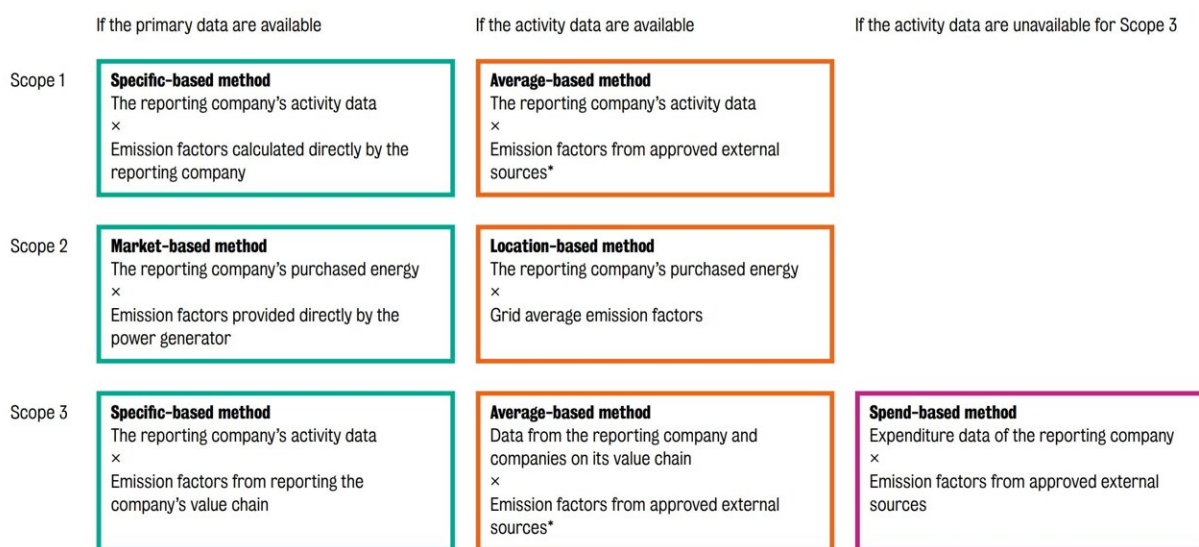 If the primary data are available
If the activity data are available
If the activity data are unavailable for Scope 3
Scope 1
Specific-based method
The reporting company's activity data
×
Emission factors calculated directly by the
reporting company
Average-based method
The reporting company's activity data
×
Emission factors from approved external
sources*
Scope 2
Market-based method
The reporting company's purchased energy
×
Emission factors provided directly by the
power generator
Location-based method
The reporting company's purchased energy
×
Grid average emission factors
Scope 3
Specific-based method
The reporting company's activity data
×
Emission factors from reporting the
company's value chain
Average-based method
Data from the reporting company and
companies on its value chain
×
Emission factors from approved external
sources*
Spend-based method
Expenditure data of the reporting company
×
Emission factors from approved external
sources